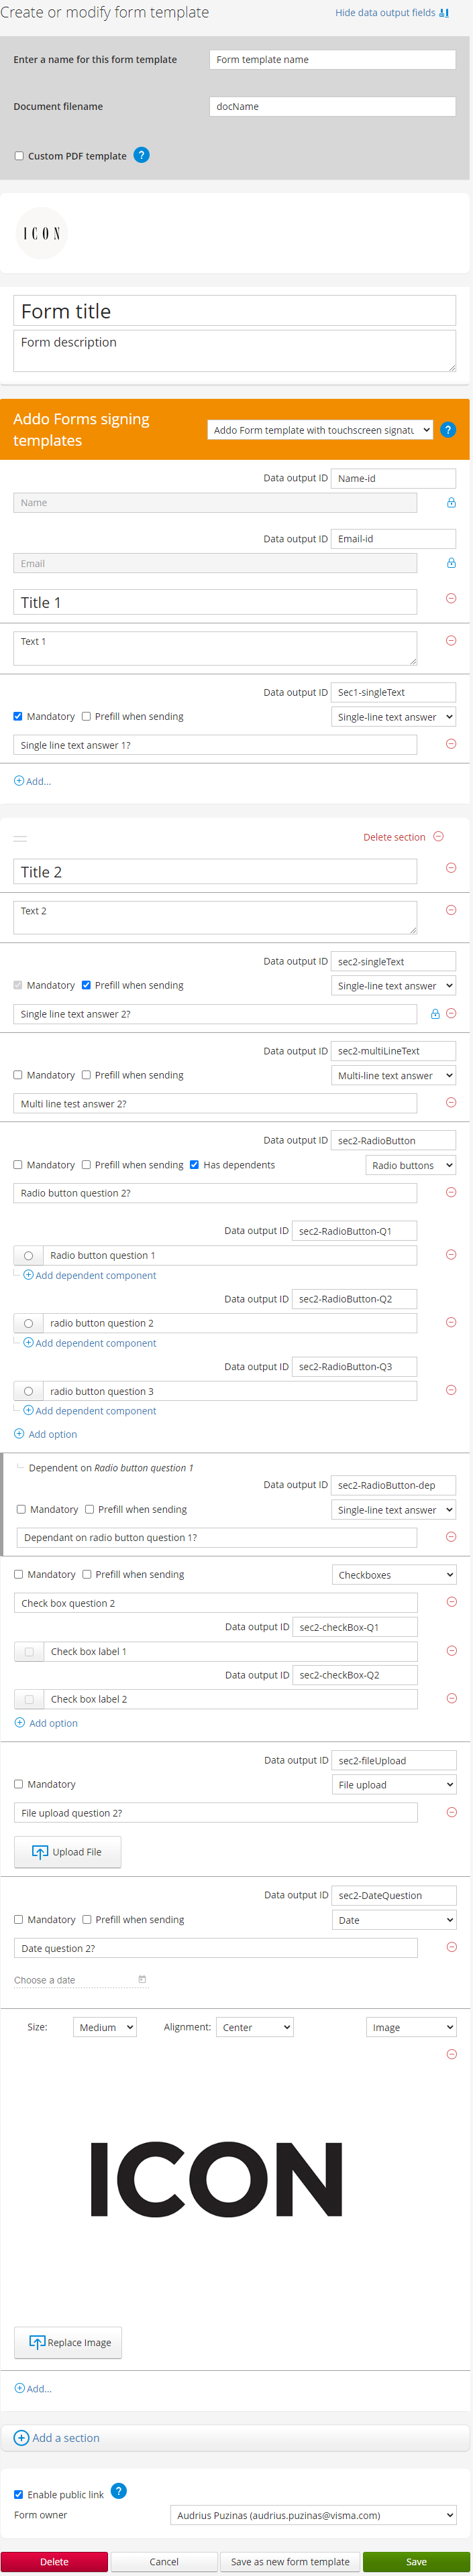 Create or modify form template
Hide data output fields
Enter a name for this form template
Form template name
Document filename
docName
Custom PDF template ?
ICON
Form title
Form description
Addo Forms signing templates
Addo Form template with touchscreen signatu ?
Data output ID Name-id
Name
Data output ID Email-id
Email
Title 1
Text 1
Data output ID Sec1-singleText
Mandatory Prefill when sending Single-line text answer
Single line text answer 1?
Add...
Delete section
Title 2
Text 2
Data output ID sec2-singleText
Mandatory Prefill when sending Single-line text answer
Single line text answer 2?
Data output ID sec2-multiLineText
Mandatory Prefill when sending Multi-line text answer
Multi line test answer 2?
Data output ID sec2-RadioButton
Mandatory Prefill when sending Has dependents Radio buttons
Radio button question 2?
Data output ID sec2-RadioButton-Q1
Radio button question 1
Add dependent component
Data output ID sec2-RadioButton-Q2
radio button question 2
Add dependent component
Data output ID sec2-RadioButton-Q3
radio button question 3
Add dependent component
Add option
Dependent on Radio button question 1
Data output ID sec2-RadioButton-dep
Mandatory Prefill when sending Single-line text answer
Dependant on radio button question 1?
Mandatory Prefill when sending Checkboxes
Check box question 2
Data output ID sec2-checkBox-Q1
Check box label 1
Data output ID sec2-checkBox-Q2
Check box label 2
Add option
Data output ID sec2-fileUpload
Mandatory File upload
File upload question 2?
Upload File
Data output ID sec2-DateQuestion
Mandatory Prefill when sending Date
Date question 2?
Choose a date
Size: Medium Alignment: Center Image
ICON
Replace Image
Add...
Add a section
Enable public link ?
Form owner Audrius Puzinas (audrius.puzinas@visma.com)
Delete Cancel Save as new form template Save